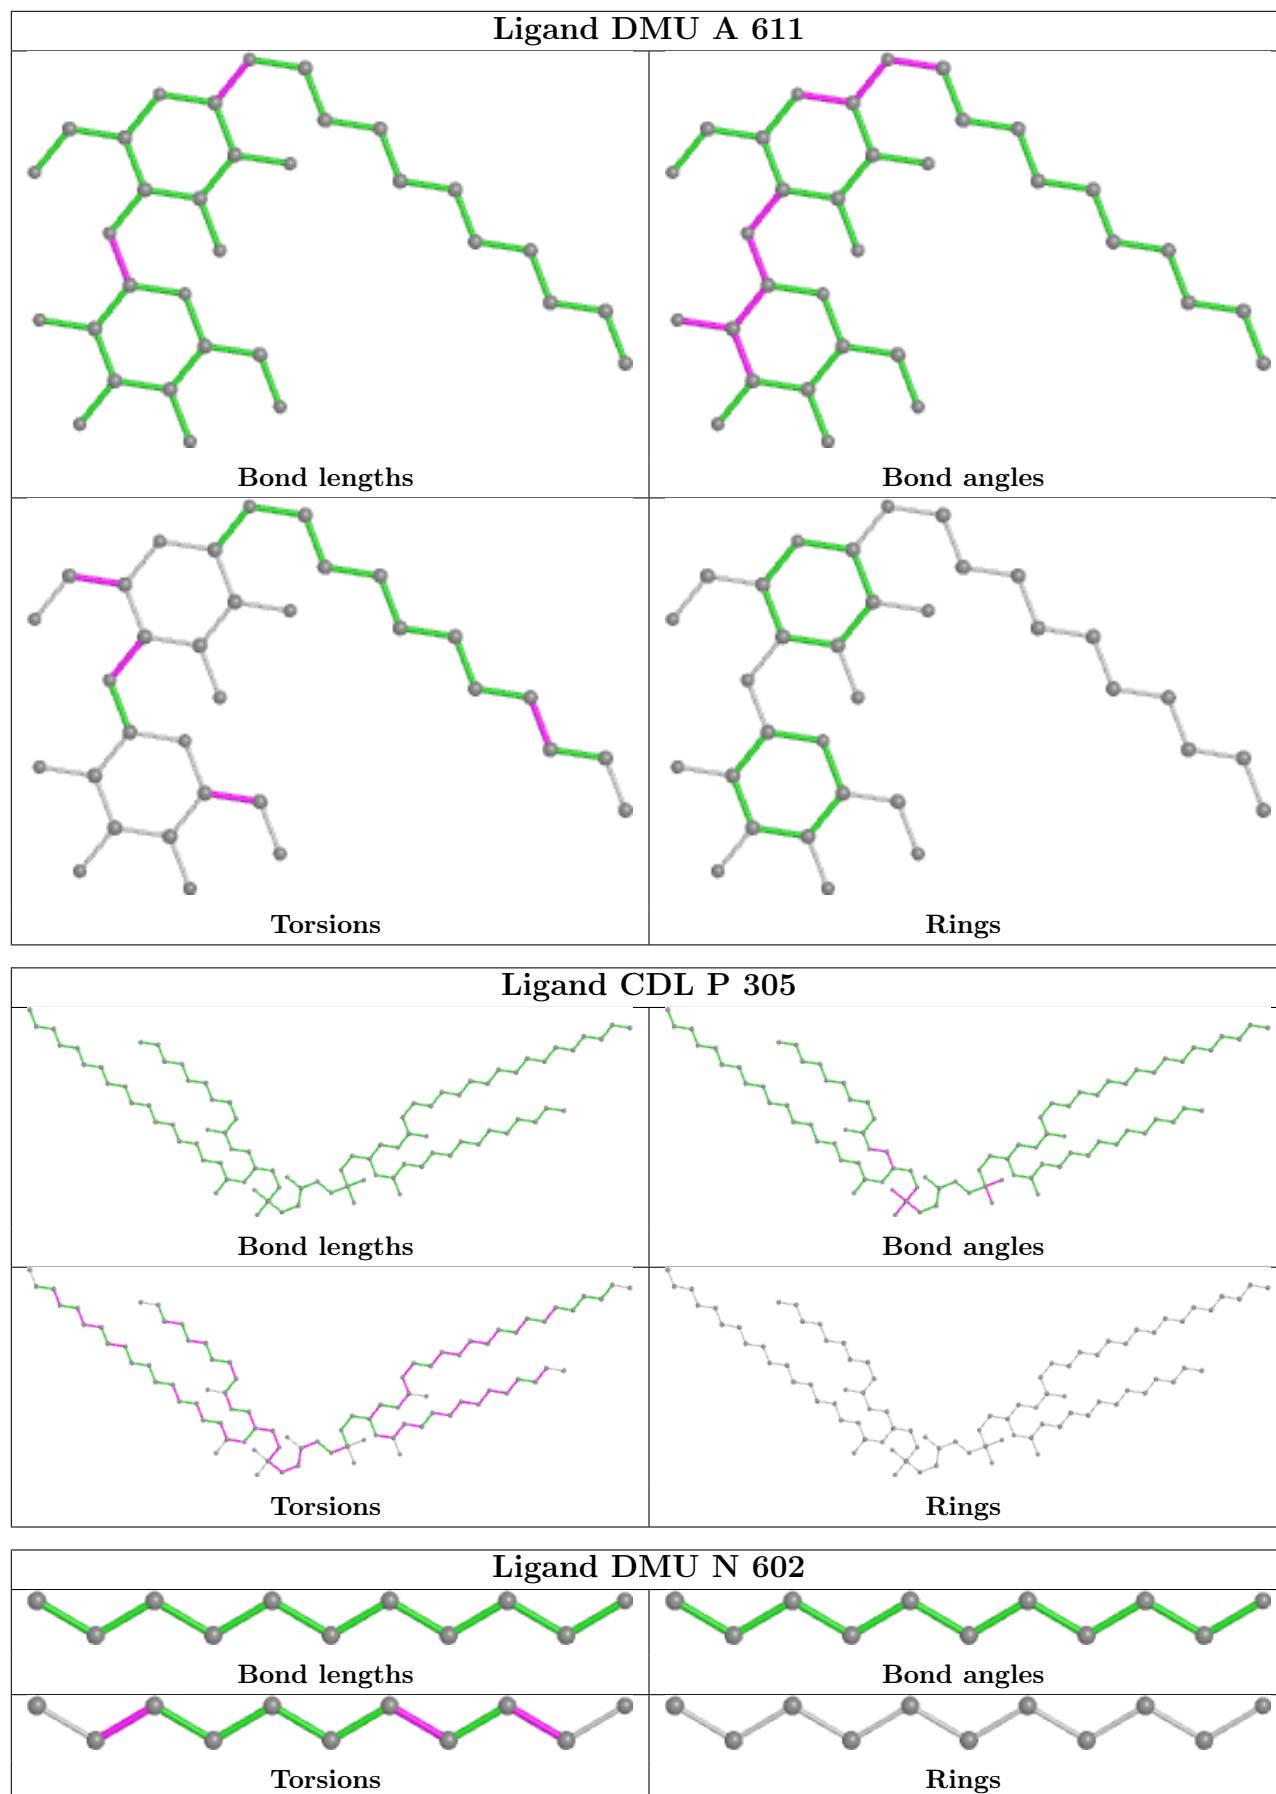 Ligand DMU A 611
Bond lengths
Bond angles
Torsions
Rings
Ligand CDL P 305
Bond lengths
Bond angles
Torsions
Rings
Ligand DMU N 602
Bond lengths
Bond angles
Torsions
Rings